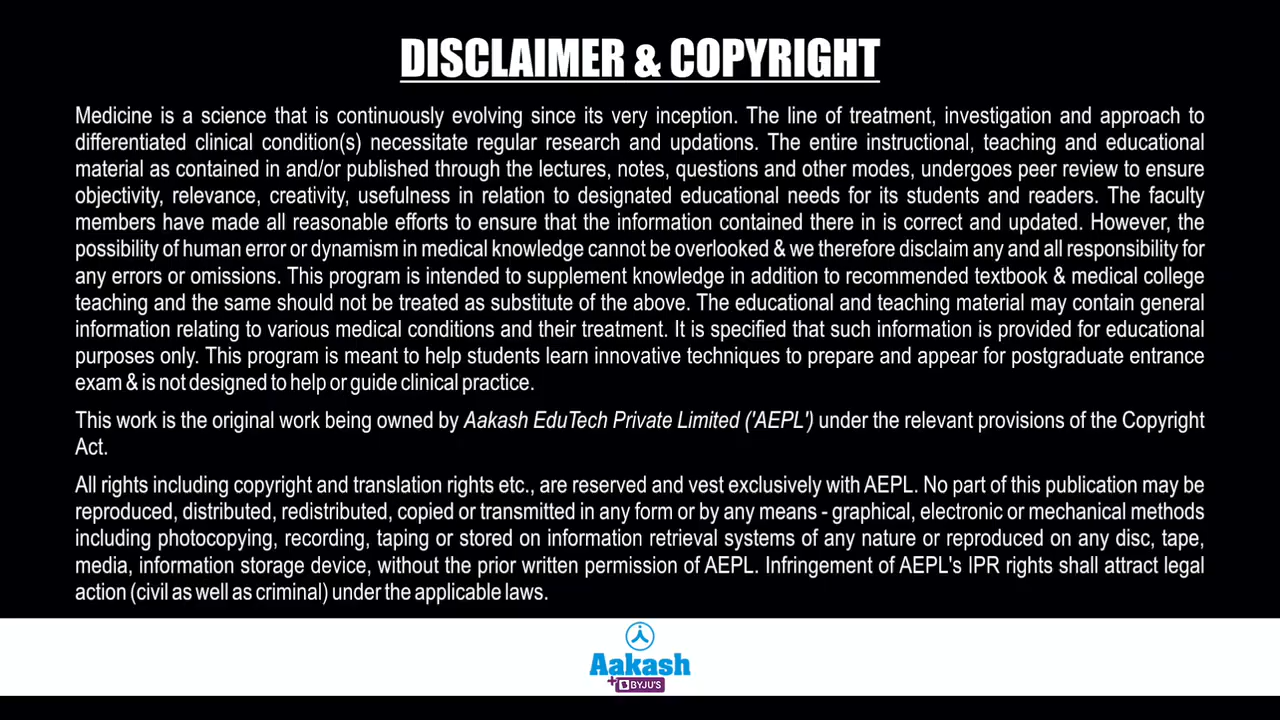 DISCLAIMER & COPYRIGHT
Medicine is a science that is continuously evolving since its very inception. The line of treatment, investigation and approach to
differentiated clinical condition(s) necessitate regular research and updations. The entire instructional, teaching and educational
material as contained in and/or published through the lectures, notes, questions and other modes, undergoes peer review to ensure
objectivity, relevance, creativity, usefulness in relation to designated educational needs for its students and readers. The faculty
members have made all reasonable efforts to ensure that the information contained there in is correct and updated. However, the
possibility of human error or dynamism in medical knowledge cannot be overlooked & we therefore disclaim any and all responsibility for
any errors or omissions. This program is intended to supplement knowledge in addition to recommended textbook & medical college
teaching and the same should not be treated as substitute of the above. The educational and teaching material may contain general
information relating to various medical conditions and their treatment. It is specified that such information is provided for educational
purposes only. This program is meant to help students learn innovative techniques to prepare and appear for postgraduate entrance
exam & is not designed to help or guide clinical practice.
This work is the original work being owned by Aakash EduTech Private Limited ('AEPL') under the relevant provisions of the Copyright
Act.
All rights including copyright and translation rights etc., are reserved and vest exclusively with AEPL. No part of this publication may be
reproduced, distributed, redistributed, copied or transmitted in any form or by any means - graphical, electronic or mechanical methods
including photocopying, recording, taping or stored on information retrieval systems of any nature or reproduced on any disc, tape,
media, information storage device, without the prior written permission of AEPL. Infringement of AEPL's IPR rights shall attract legal
action (civil as well as criminal) under the applicable laws.
Aakash
+ BYJU'S